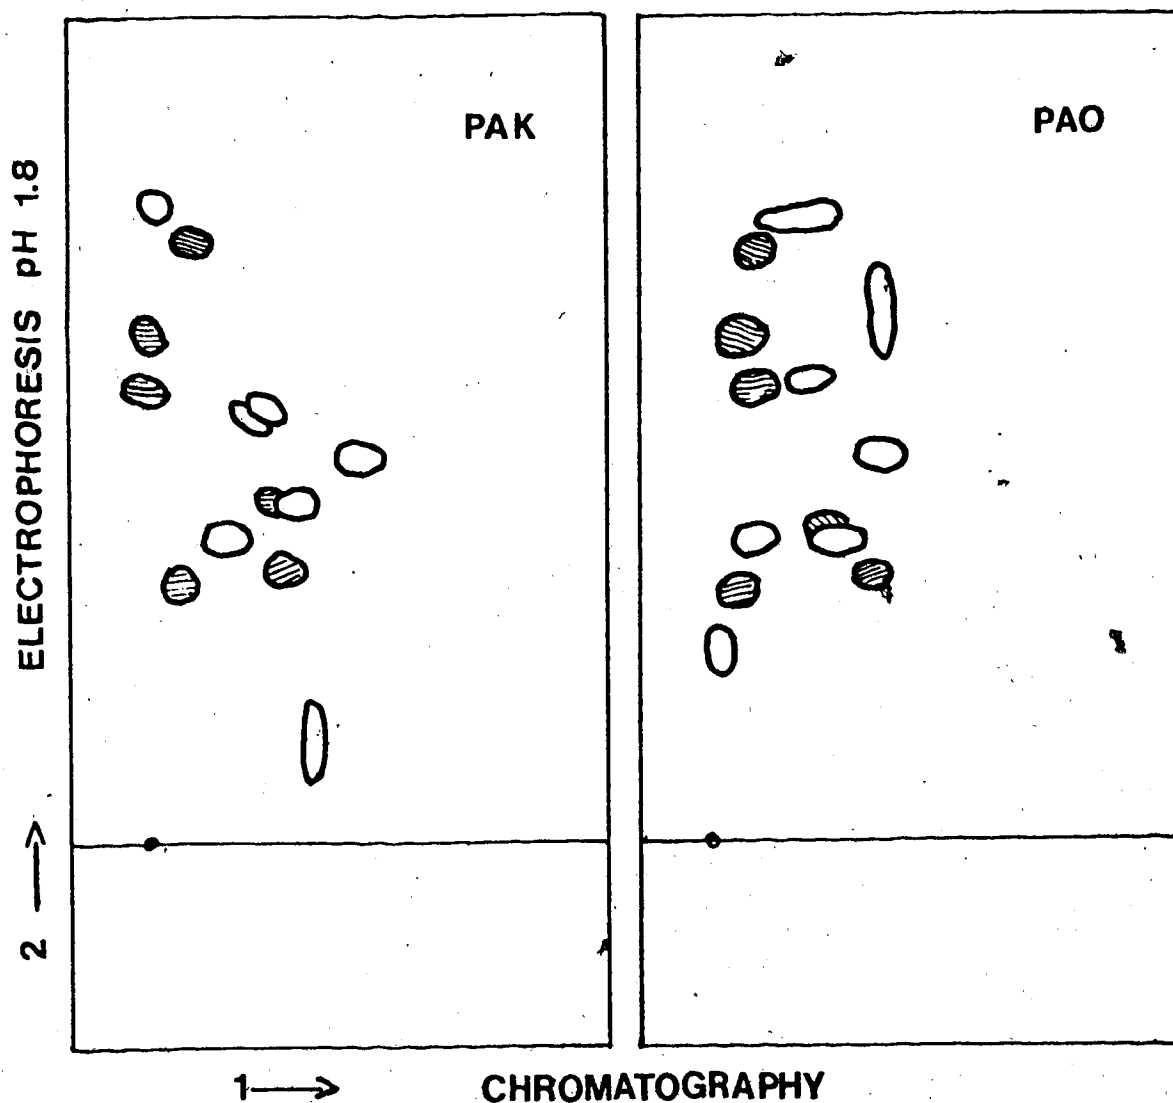 PAK
PAO
ELECTROPHORESIS pH 1.8
2 →
1 → CHROMATOGRAPHY